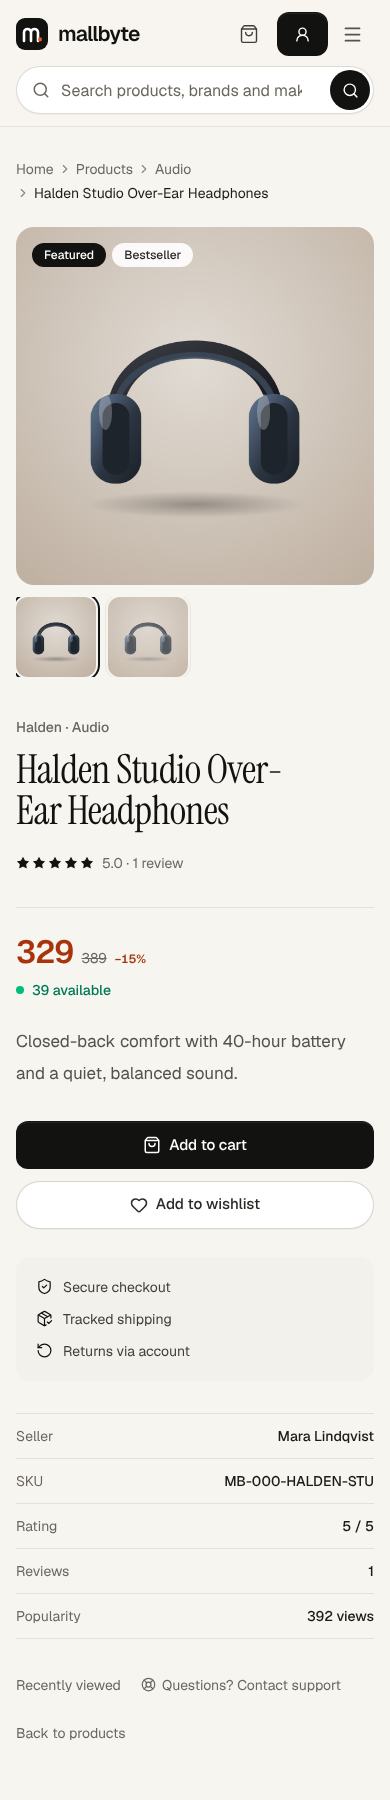 m.
mallbyte
Search products, brands and mak
Home > Products > Audio
> Halden Studio Over-Ear Headphones
Featured
Bestseller
Halden · Audio
Halden Studio Over-
Ear Headphones
5.0 · 1 review
329 389 −15%
39 available
Closed-back comfort with 40-hour battery
and a quiet, balanced sound.
Add to cart
Add to wishlist
Secure checkout
Tracked shipping
Returns via account
Seller Mara Lindqvist
SKU MB-000-HALDEN-STU
Rating 5 / 5
Reviews 1
Popularity 392 views
Recently viewed Questions? Contact support
Back to products